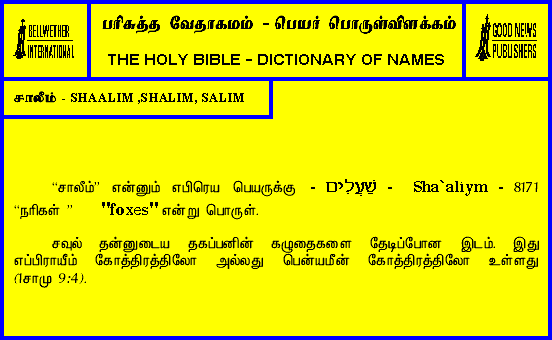 BELLWETHER
INTERNATIONAL
பரிசுத்த வேதாகமம் - பெயர் பொருள்விளக்கம்
THE HOLY BIBLE - DICTIONARY OF NAMES
GOOD NEWS
PUBLISHERS
சாலீம் - SHAALIM ,SHALIM, SALIM
“சாலீம்” என்னும் எபிரெய பெயருக்கு - שַׁעֲלִים - Sha`aliym - 8171
“நரிகள் ” "foxes" என்று பொருள்.
சவுல் தன்னுடைய தகப்பனின் கழுதைகளை தேடிப்போன இடம். இது
எப்பிராயீம் கோத்திரத்திலோ அல்லது பென்யமீன் கோத்திரத்திலோ உள்ளது
(1சாமு 9:4).